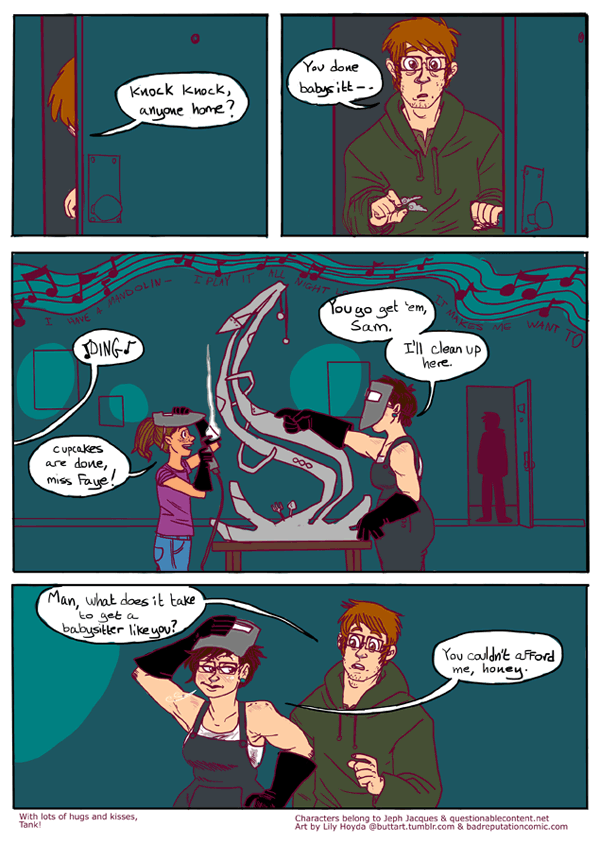 Knock Knock,
anyone home?
You done
babysitt–.
I HAVE A MANDOLIN– I PLAY IT ALL NIGHT
IT MAKES ME WANT TO
You go get 'em,
Sam.
I'll clean up
here.
♪DING♪
cupcakes
are done,
miss Faye!
Man, what does it take
to get a
babysitter like you?
You couldn't afford
me, honey.
With lots of hugs and kisses,
Tank!
Characters belong to Jeph Jacques & questionablecontent.net
Art by Lily Hoyda @buttart.tumblr.com & badreputationcomic.com